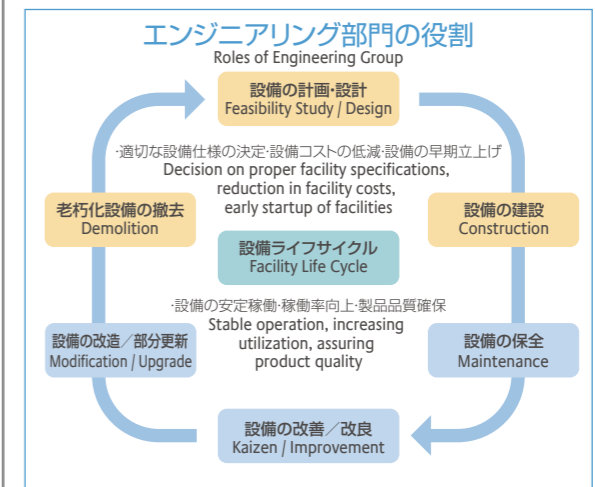 エンジニアリング部門の役割
Roles of Engineering Group
設備の計画・設計
Feasibility Study / Design
･適切な設備仕様の決定･設備コストの低減･設備の早期立上げ
Decision on proper facility specifications,
reduction in facility costs,
early startup of facilities
老朽化設備の撤去
Demolition
設備の建設
Construction
設備ライフサイクル
Facility Life Cycle
･設備の安定稼働･稼働率向上･製品品質確保
Stable operation, increasing
utilization, assuring
product quality
設備の改造／部分更新
Modification / Upgrade
設備の保全
Maintenance
設備の改善／改良
Kaizen / Improvement